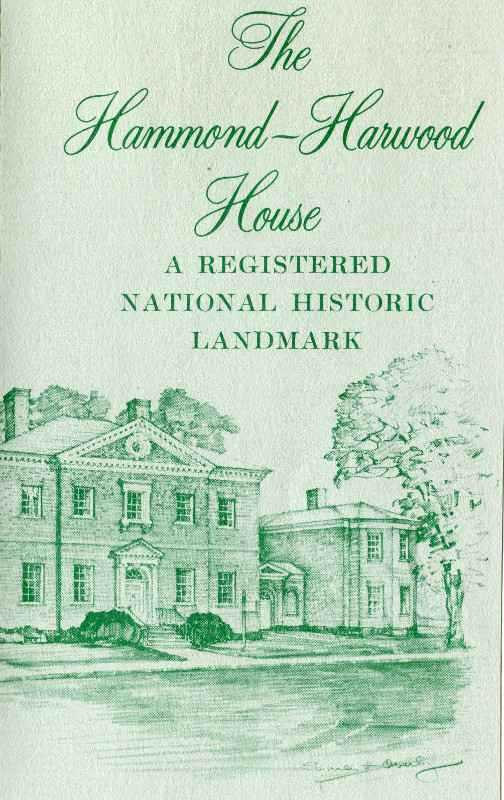 The
Hammond–Harwood
House
A REGISTERED
NATIONAL HISTORIC
LANDMARK